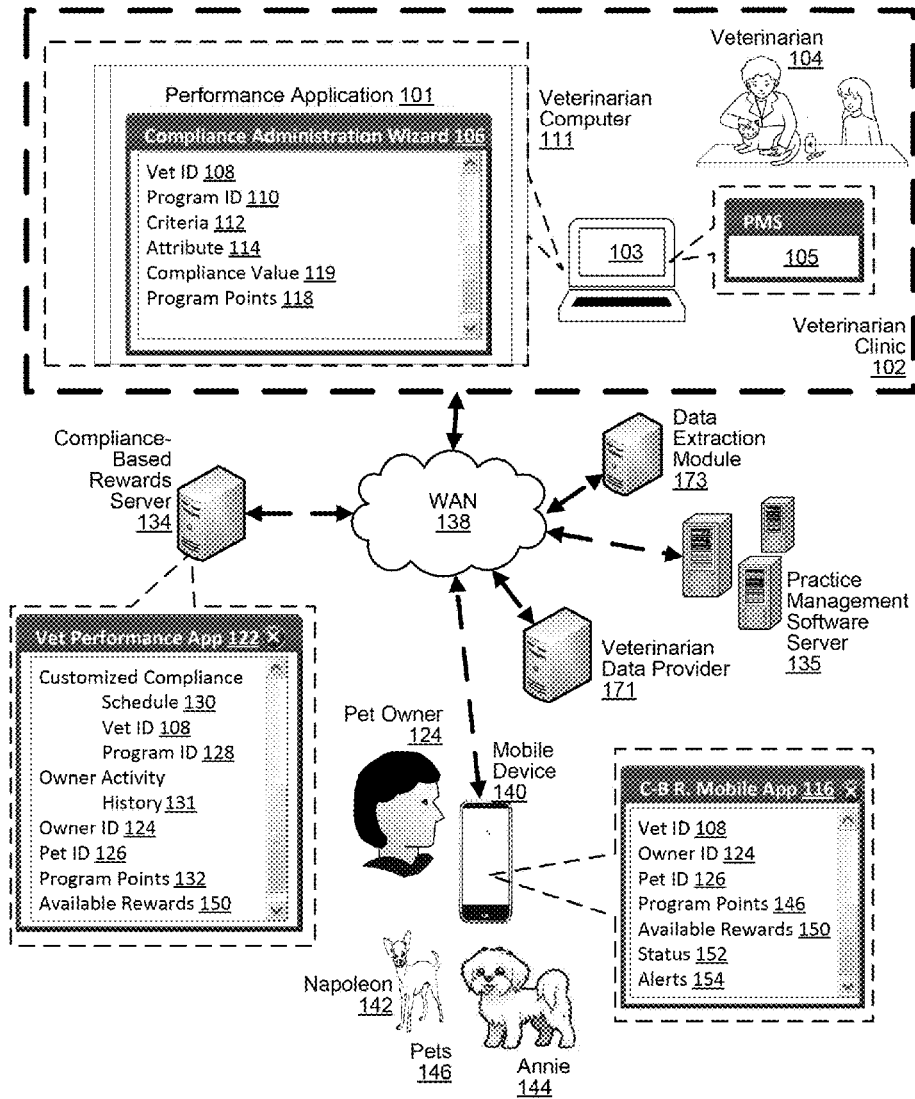 Veterinarian
104
Performance Application 101
Compliance Administration Wizard 106
Vet ID 108
Program ID 110
Criteria 112
Attribute 114
Compliance Value 119
Program Points 118
Veterinarian
Computer
111
103
PMS
105
Veterinarian
Clinic
102
Compliance-
Based
Rewards
Server
134
WAN
138
Data
Extraction
Module
173
Practice
Management
Software
Server
135
Veterinarian
Data Provider
171
Vet Performance App 122 X
Customized Compliance
Schedule 130
Vet ID 108
Program ID 128
Owner Activity
History 131
Owner ID 124
Pet ID 126
Program Points 132
Available Rewards 150
Pet Owner
124
Mobile
Device
140
C-B R. Mobile App 116 X
Vet ID 108
Owner ID 124
Pet ID 126
Program Points 146
Available Rewards 150
Status 152
Alerts 154
Napoleon
142
Pets
146
Annie
144